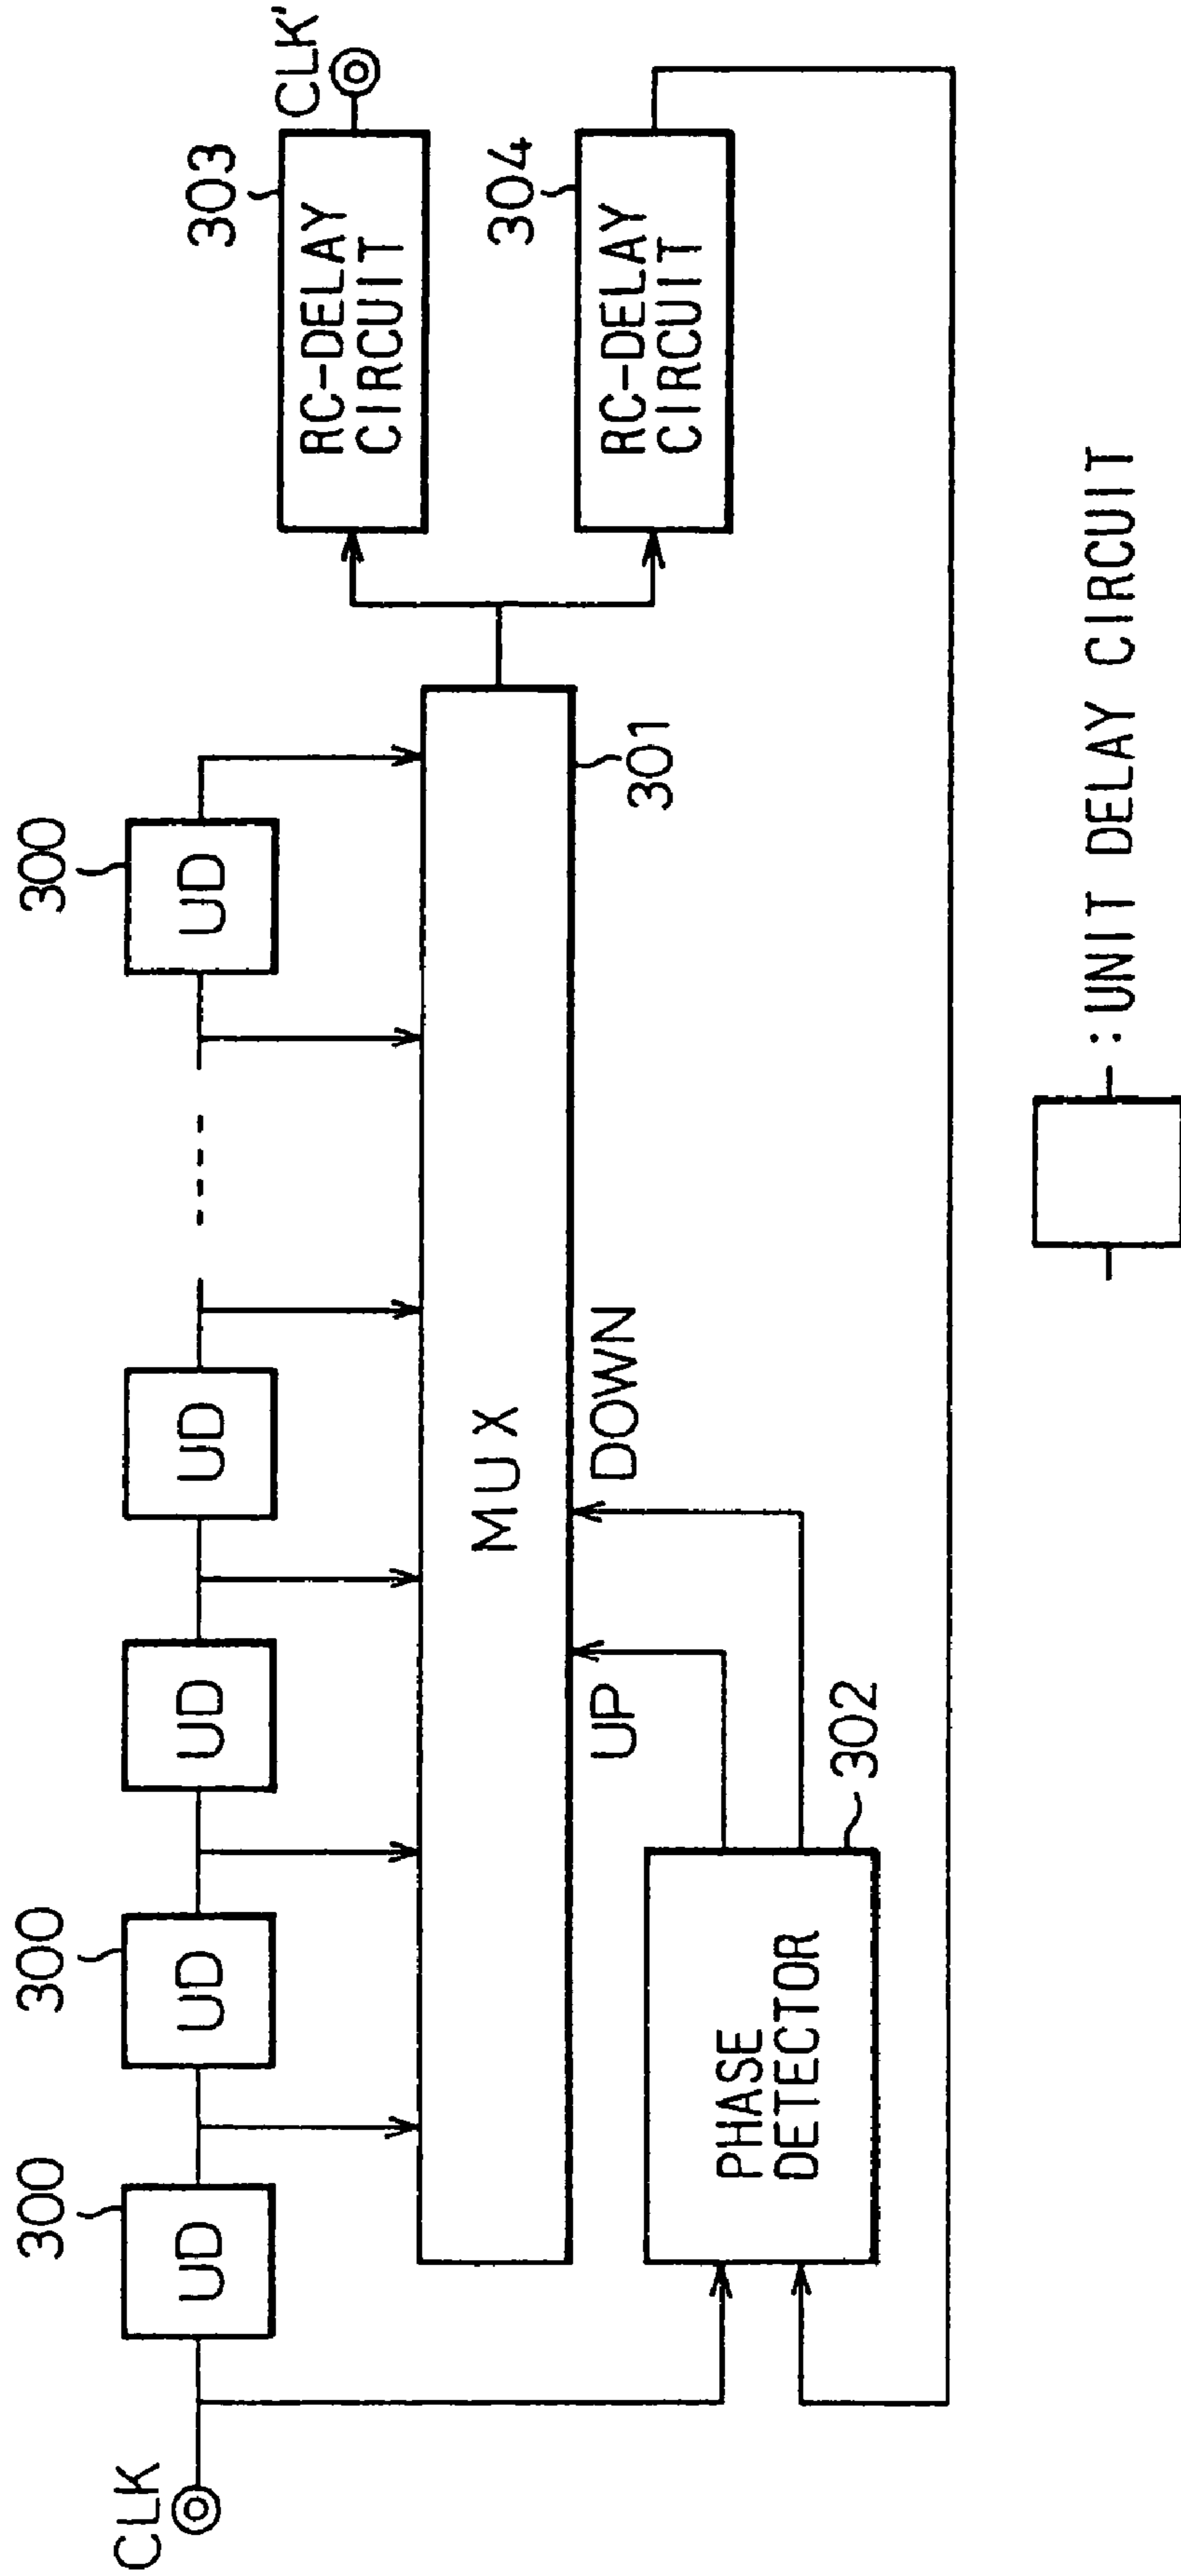 300
300
300
CLK
UD
UD
UD
UD
UD
CLK'
303
RC-DELAY
CIRCUIT
MUX
301
304
RC-DELAY
CIRCUIT
UP
DOWN
PHASE
DETECTOR
302
: UNIT DELAY CIRCUIT